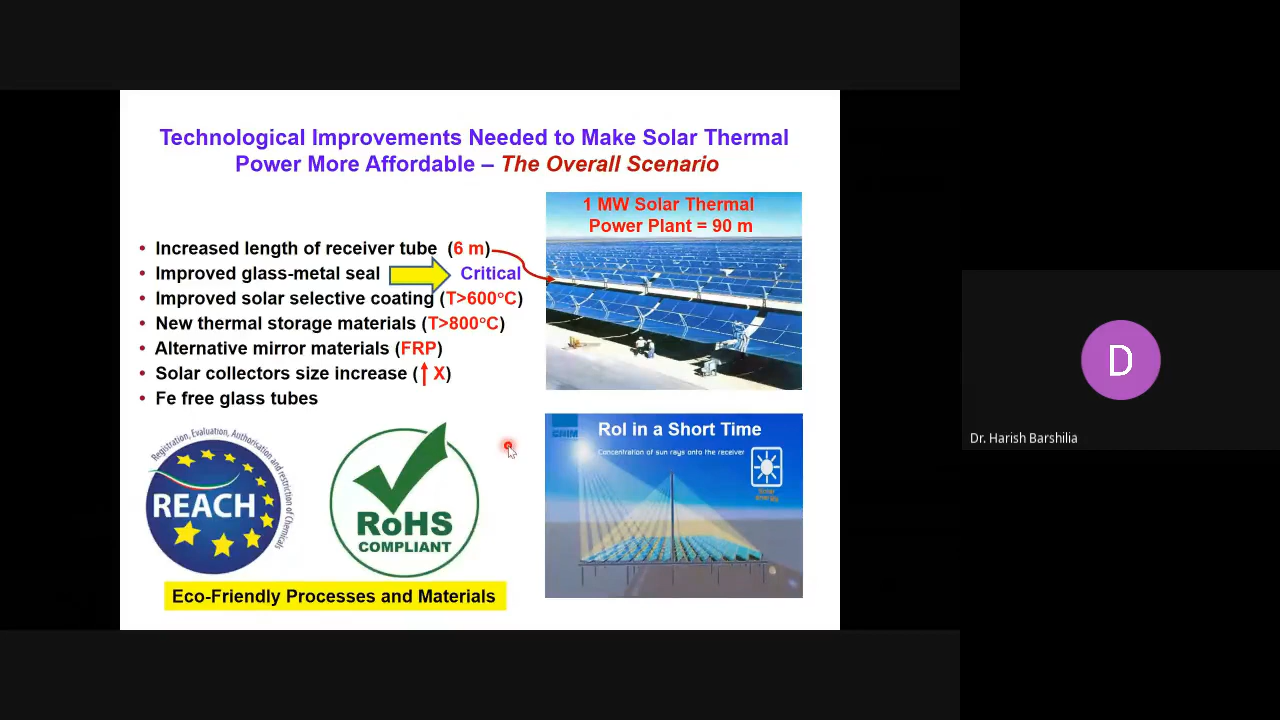 Technological Improvements Needed to Make Solar Thermal
Power More Affordable – The Overall Scenario
• Increased length of receiver tube (6 m)
• Improved glass-metal seal Critical
• Improved solar selective coating (T>600°C)
• New thermal storage materials (T>800°C)
• Alternative mirror materials (FRP)
• Solar collectors size increase (↑ X)
• Fe free glass tubes
1 MW Solar Thermal
Power Plant = 90 m
Registration, Evaluation, Authorisation and restriction of Chemicals
REACH
RoHS
COMPLIANT
Eco-Friendly Processes and Materials
CNIM
RoI in a Short Time
Concentration of sun rays onto the receiver
Solar
energy
D
Dr. Harish Barshilia